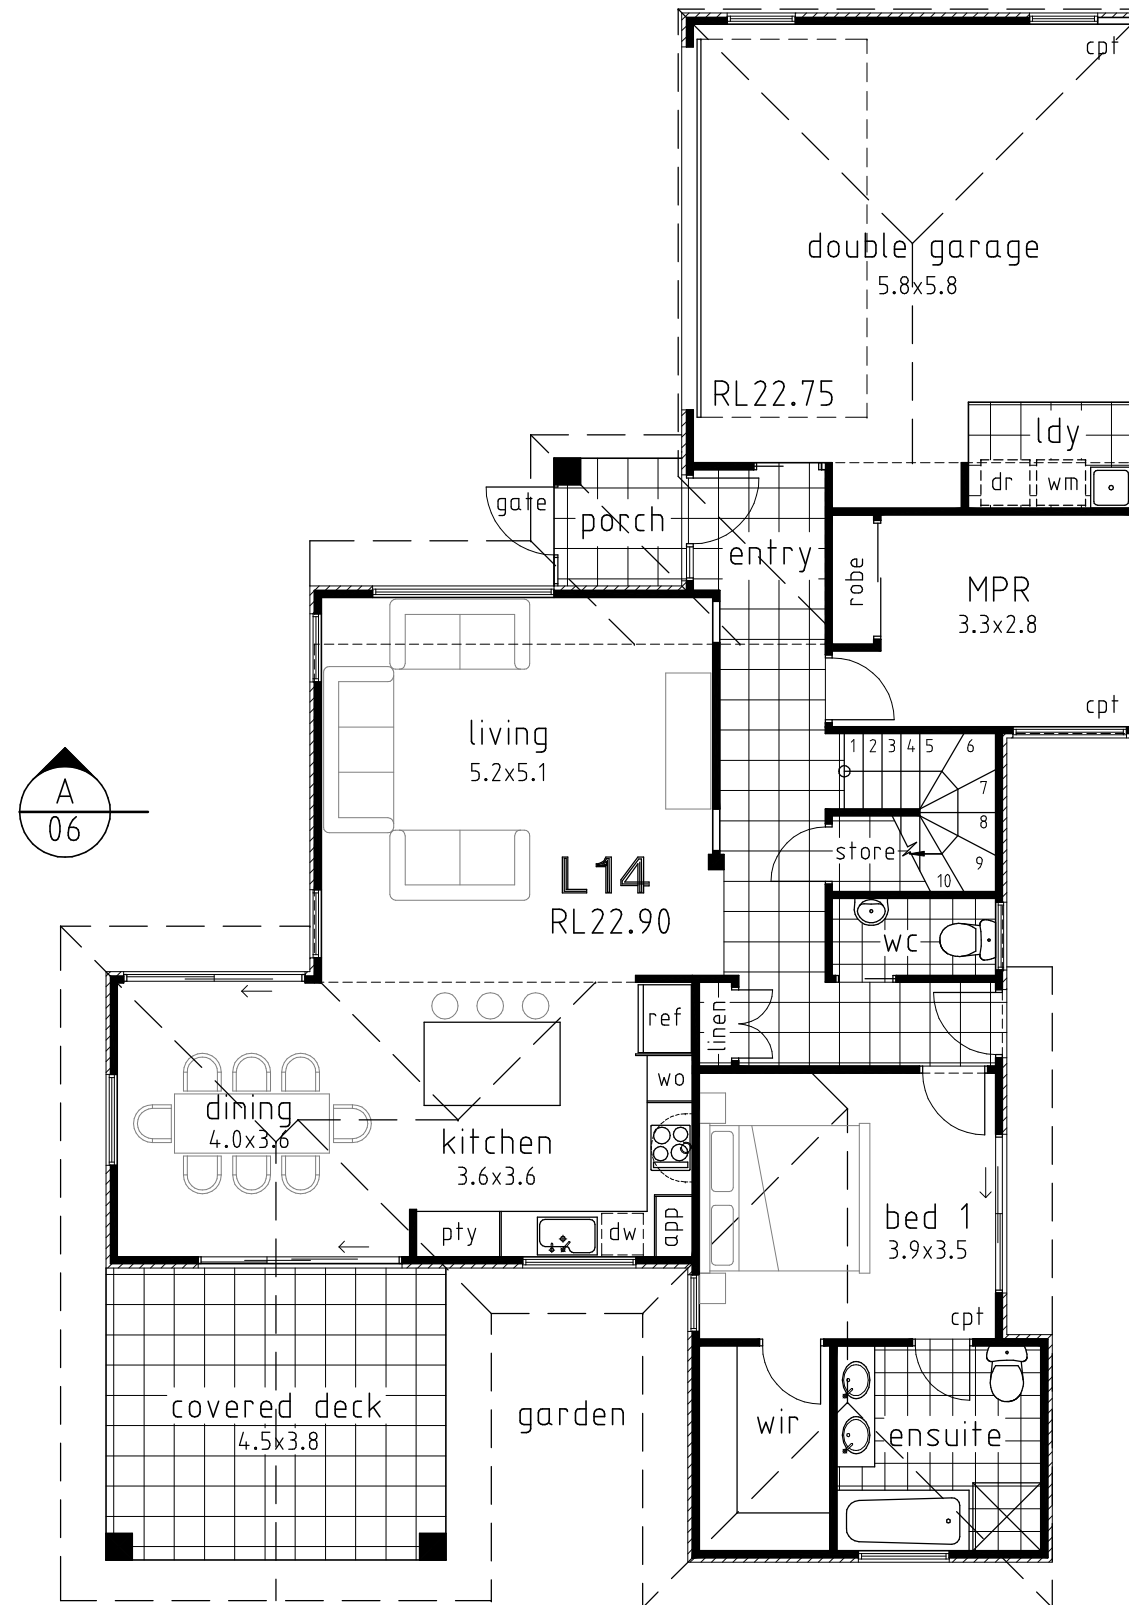 cpt
double garage
5.8x5.8
RL22.75
ldy
dr
wm
gate
porch
entry
robe
MPR
3.3x2.8
cpt
living
5.2x5.1
1 2 3 4 5 6
7
8
9
10
A
06
store
L14
RL22.90
wc
linen
ref
wo
dining
4.0x3.6
kitchen
3.6x3.6
app
pty
dw
bed 1
3.9x3.5
cpt
covered deck
4.5x3.8
garden
wir
ensuite